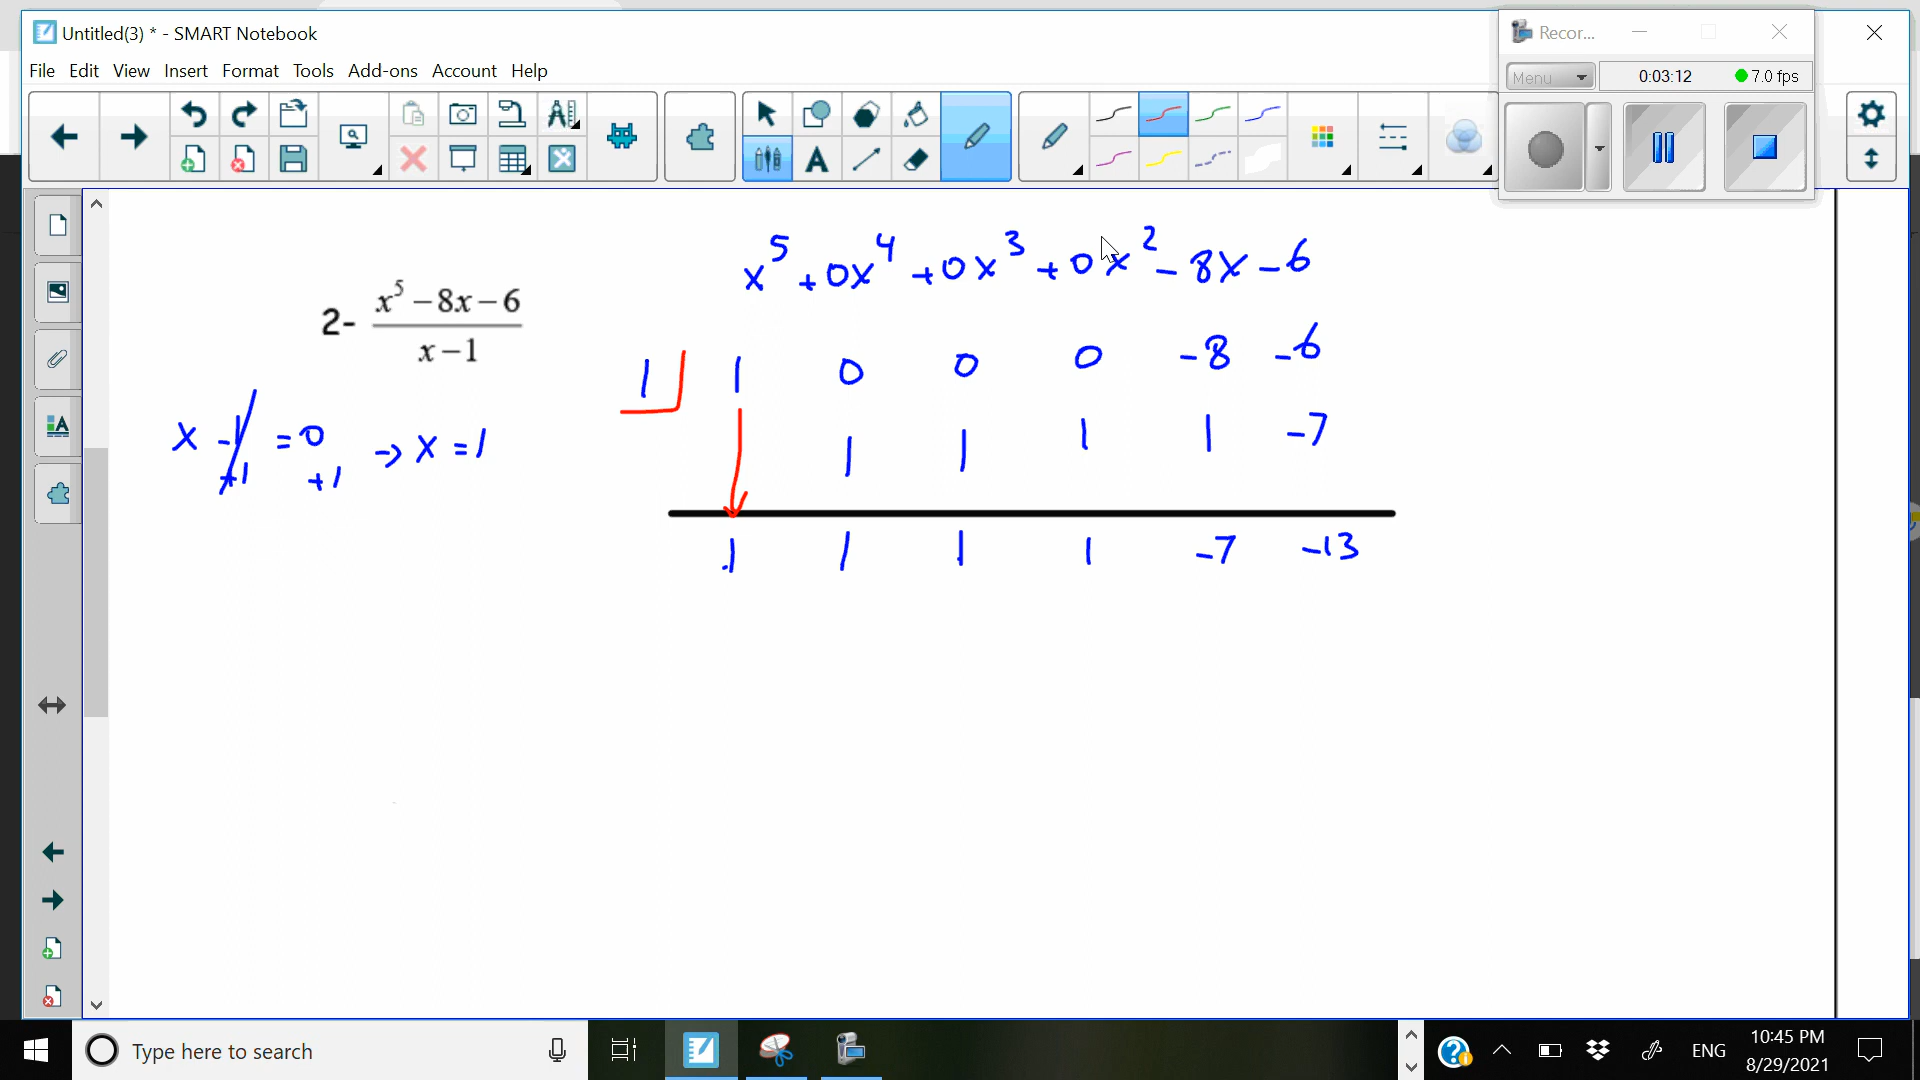 Untitled(3) * - SMART Notebook
Recor...
File Edit View Insert Format Tools Add-ons Account Help
Menu
0:03:12
7.0 fps
x⁵ + 0x⁴ + 0x³ + 0x² - 8x - 6
2- (x⁵ - 8x - 6)/(x - 1)
1 1 0 0 0 -8 -6
x - 1 = 0 → x = 1
+1 +1
1 1 1 1 -7
1 1 1 1 -7 -13
Type here to search
ENG
10:45 PM
8/29/2021